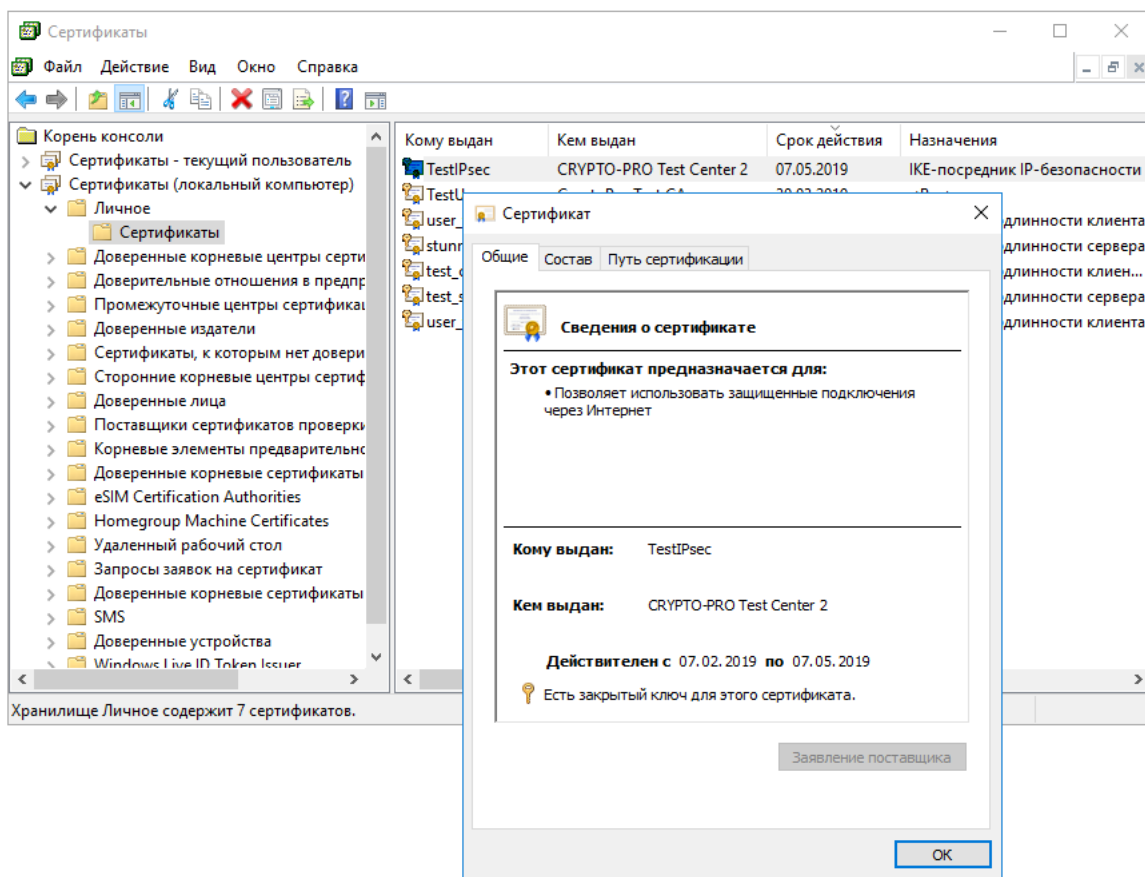 Сертификаты
Файл Действие Вид Окно Справка
Корень консоли
Сертификаты - текущий пользователь
Сертификаты (локальный компьютер)
Личное
Сертификаты
Доверенные корневые центры серти
Доверительные отношения в предпр
Промежуточные центры сертификац
Доверенные издатели
Сертификаты, к которым нет довери
Сторонние корневые центры сертиф
Доверенные лица
Поставщики сертификатов проверки
Корневые элементы предварительно
Доверенные корневые сертификаты
eSIM Certification Authorities
Homegroup Machine Certificates
Удаленный рабочий стол
Запросы заявок на сертификат
Доверенные корневые сертификаты
SMS
Доверенные устройства
Windows Live ID Token Issuer
Хранилище Личное содержит 7 сертификатов.
Кому выдан Кем выдан Срок действия Назначения
TestIPsec CRYPTO-PRO Test Center 2 07.05.2019 IKE-посредник IP-безопасности
TestU
user_ длинности клиента
stunn длинности сервера
test_c длинности клиен...
test_s длинности сервера
user_ длинности клиента
Сертификат
Общие Состав Путь сертификации
Сведения о сертификате
Этот сертификат предназначается для:
• Позволяет использовать защищенные подключения
через Интернет
Кому выдан: TestIPsec
Кем выдан: CRYPTO-PRO Test Center 2
Действителен с 07.02.2019 по 07.05.2019
Есть закрытый ключ для этого сертификата.
Заявление поставщика
ОК